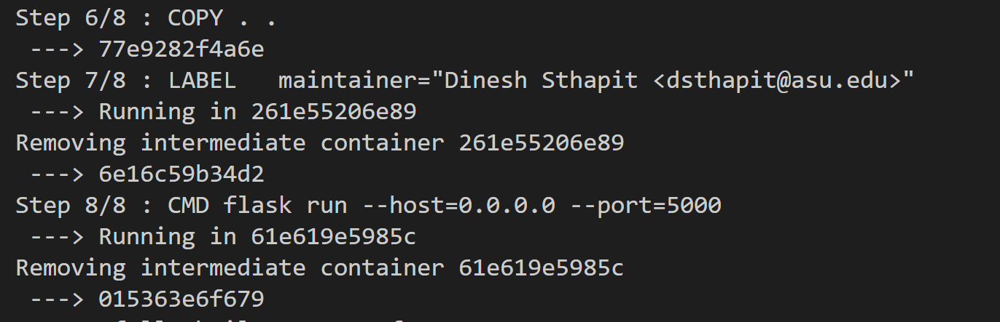 Step 6/8 : COPY . .
 ---> 77e9282f4a6e
Step 7/8 : LABEL   maintainer="Dinesh Sthapit <dsthapit@asu.edu>"
 ---> Running in 261e55206e89
Removing intermediate container 261e55206e89
 ---> 6e16c59b34d2
Step 8/8 : CMD flask run --host=0.0.0.0 --port=5000
 ---> Running in 61e619e5985c
Removing intermediate container 61e619e5985c
 ---> 015363e6f679